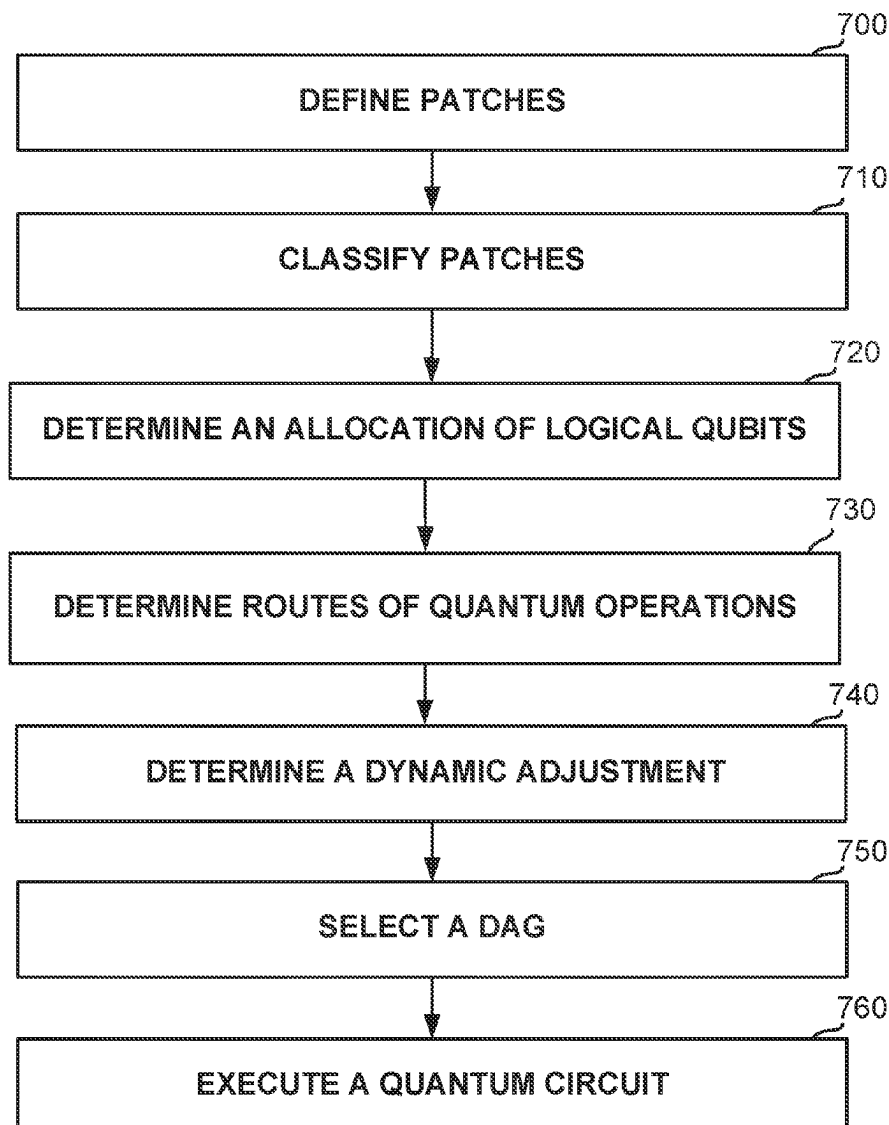 700
DEFINE PATCHES
710
CLASSIFY PATCHES
720
DETERMINE AN ALLOCATION OF LOGICAL QUBITS
730
DETERMINE ROUTES OF QUANTUM OPERATIONS
740
DETERMINE A DYNAMIC ADJUSTMENT
750
SELECT A DAG
760
EXECUTE A QUANTUM CIRCUIT